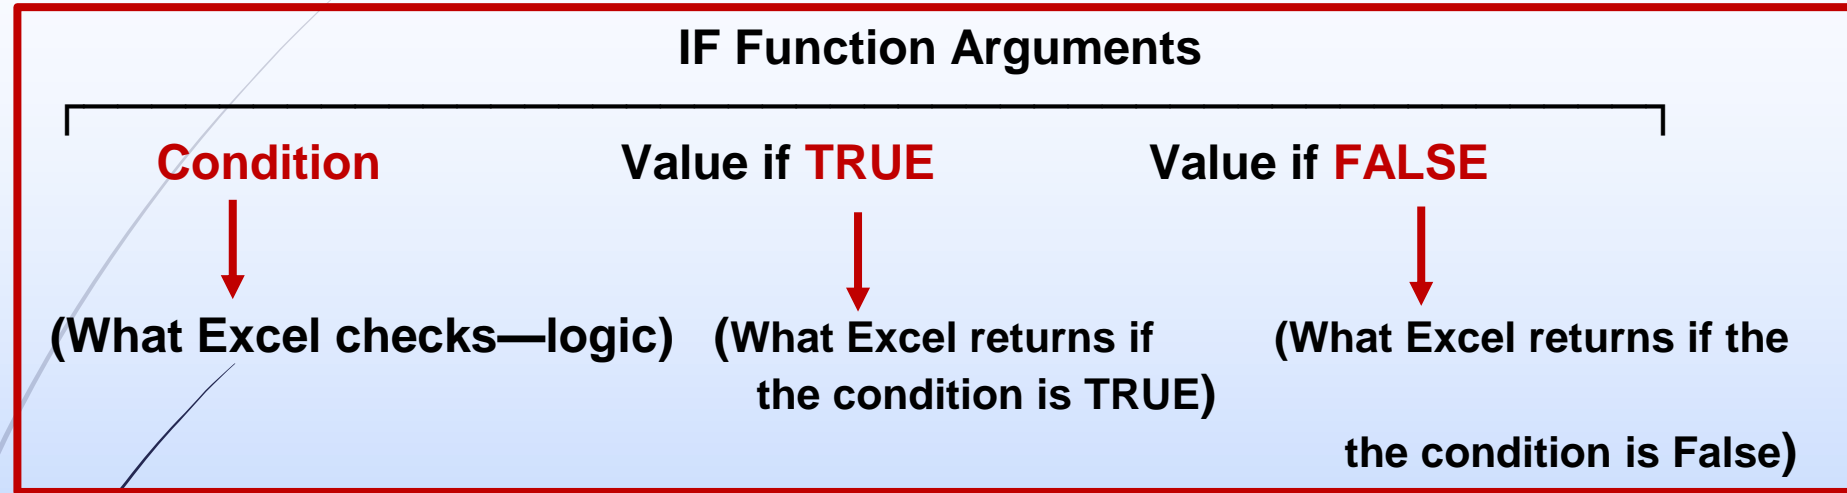 IF Function Arguments
Condition Value if TRUE Value if FALSE
(What Excel checks—logic) (What Excel returns if (What Excel returns if the
the condition is TRUE)
the condition is False)